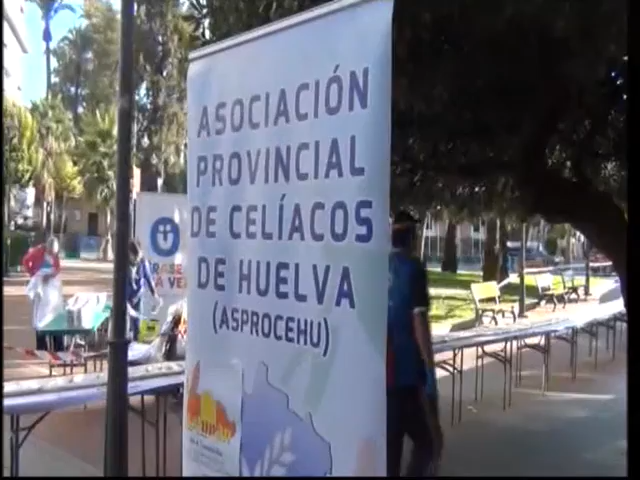 ASOCIACIÓN
PROVINCIAL
DE CELÍACOS
DE HUELVA
(ASPROCEHU)